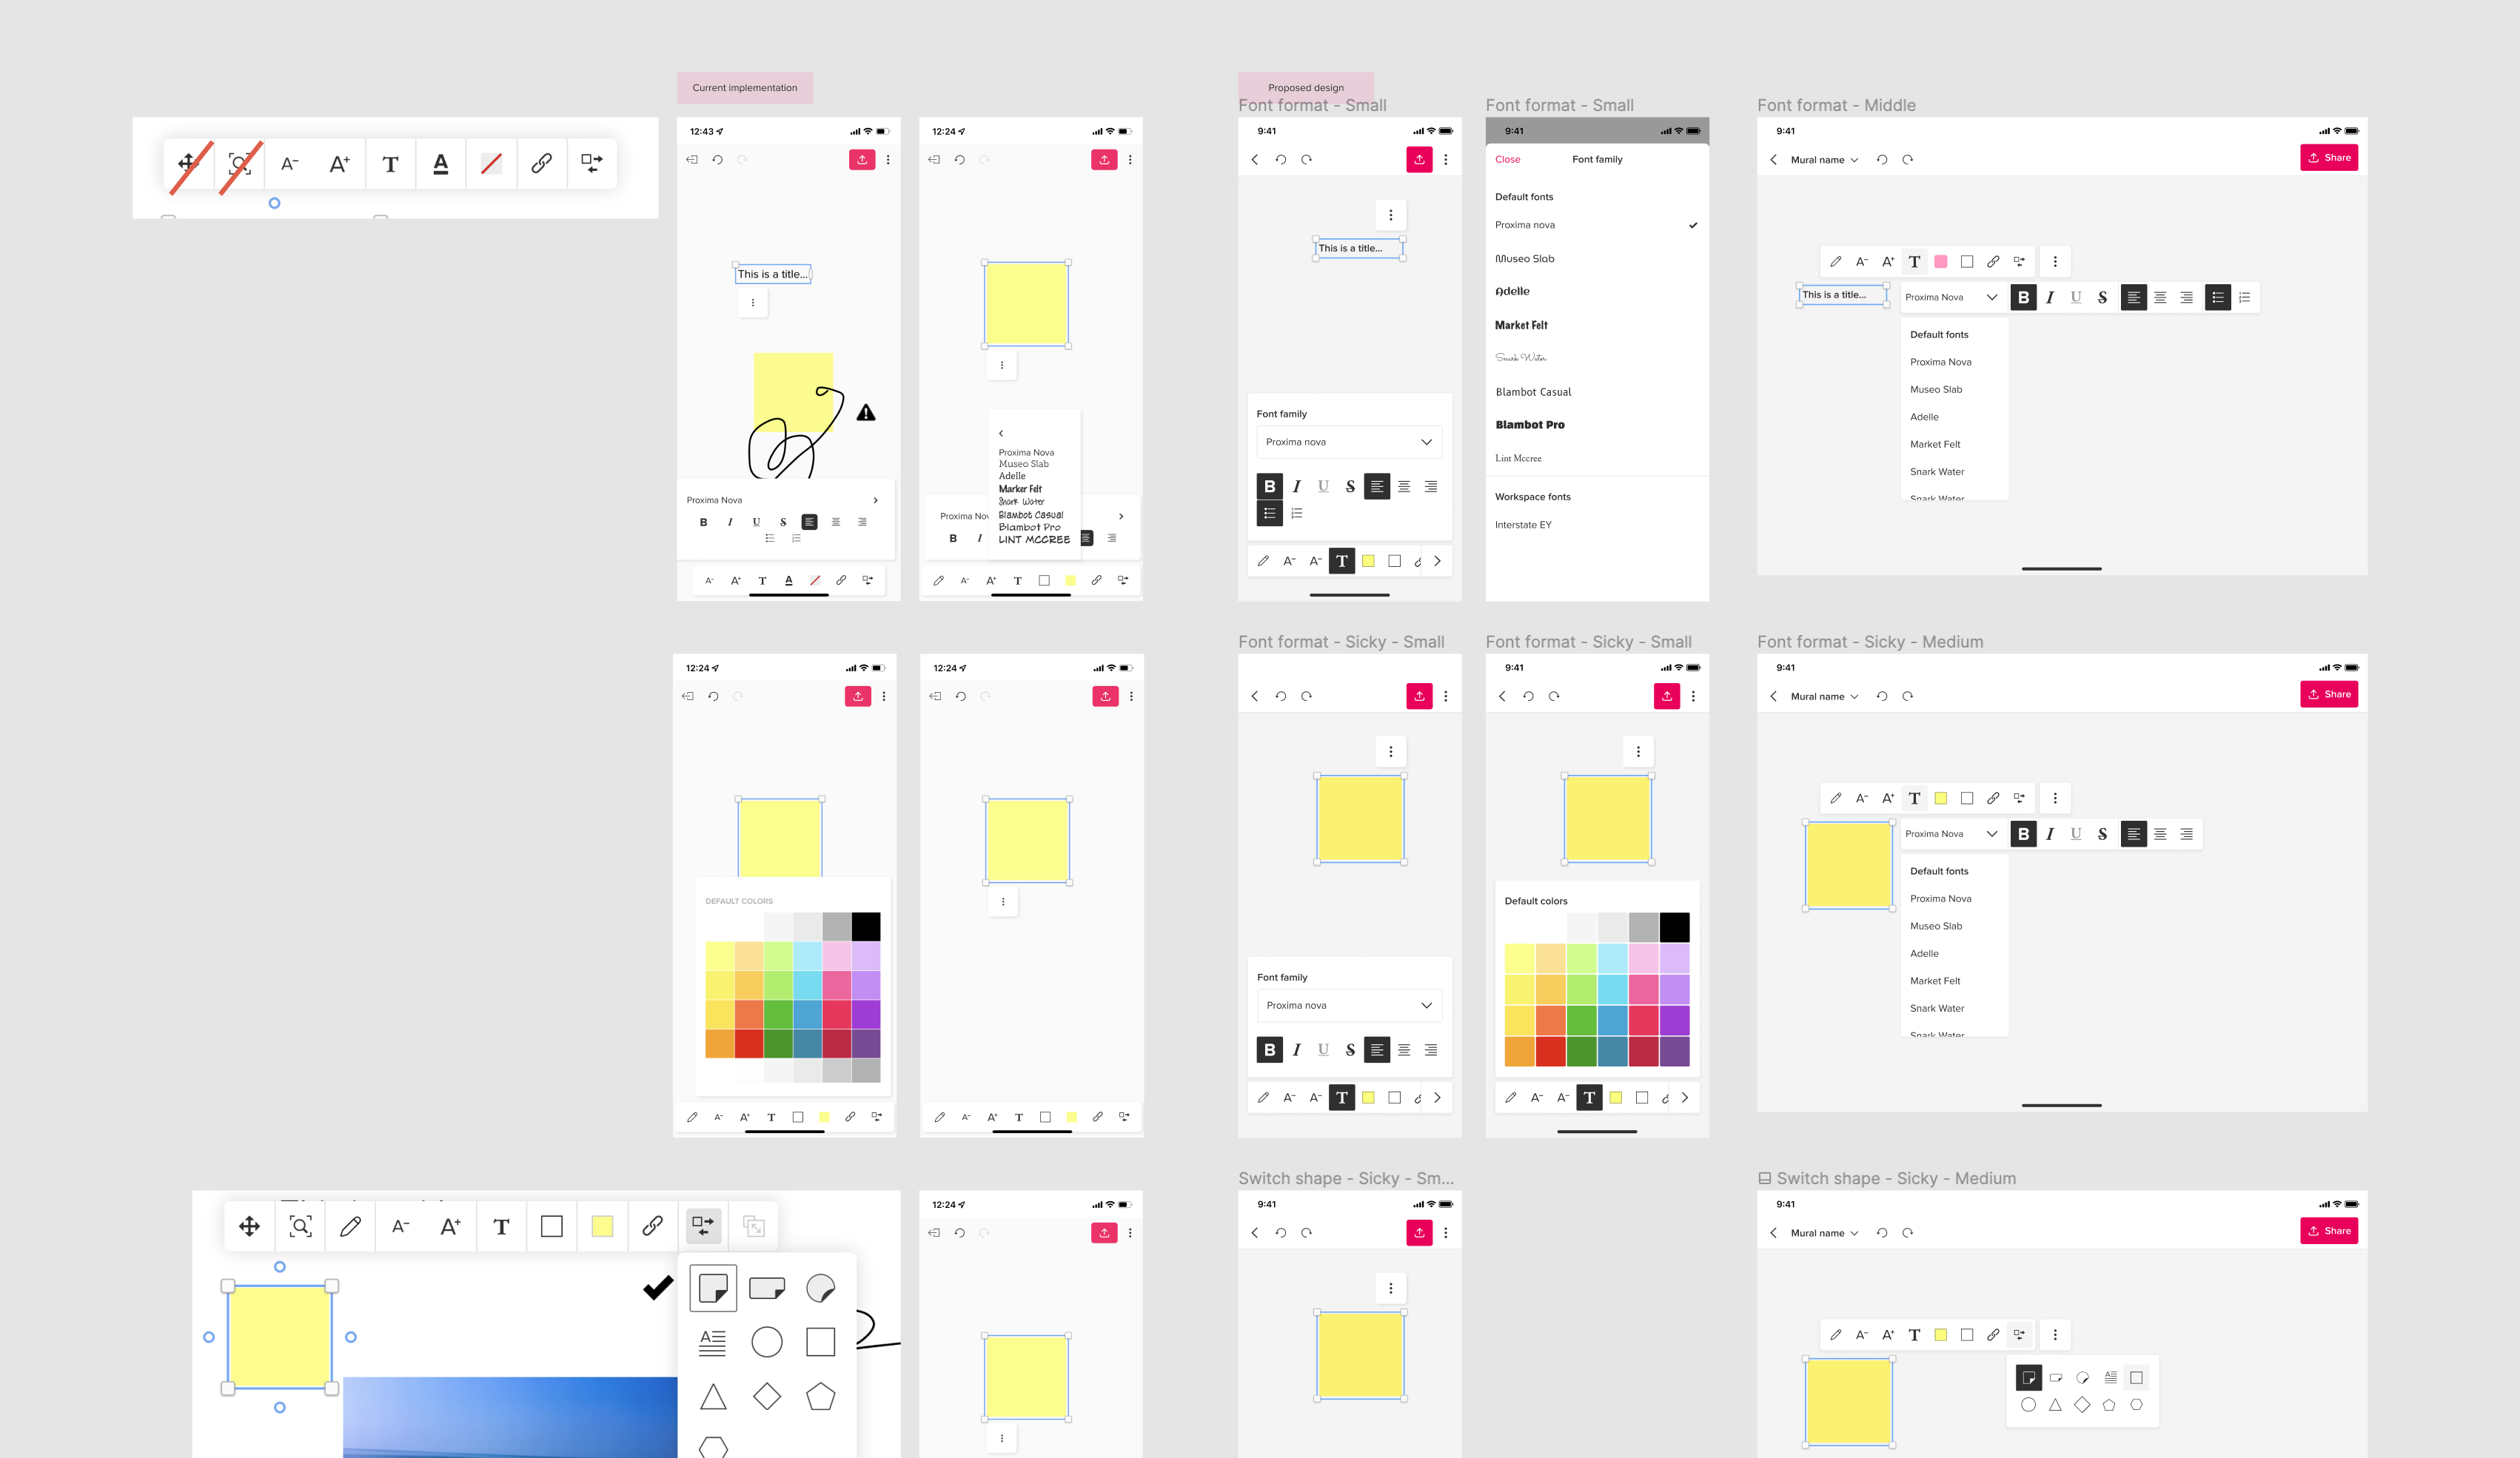 Current implementation
Proposed design
Font format - Small
Font format - Small
Font format - Middle
A- A+ T A
12:43
This is a title...
Proxima Nova
B I U S
A- A+ T A
12:24
Proxima Nova
Museo Slab
Adelle
Marker Felt
Snark Water
Blambot Casual
Blambot Pro
LINT MCCREE
Proxima Nov
B I
A- A+ T
9:41
This is a title...
Font family
Proxima nova
B I U S
A- A- T
9:41
Close Font family
Default fonts
Proxima nova
Museo Slab
Adelle
Market Felt
Snark Water
Blambot Casual
Blambot Pro
Lint Mccree
Workspace fonts
Interstate EY
9:41
Mural name
Share
A- A+ T
This is a title...
Proxima Nova B I U S
Default fonts
Proxima Nova
Museo Slab
Adelle
Market Felt
Snark Water
Snark Water
Font format - Sicky - Small
Font format - Sicky - Small
Font format - Sicky - Medium
12:24
DEFAULT COLORS
A- A+ T
12:24
A- A+ T
Font family
Proxima nova
B I U S
A- A- T
9:41
Default colors
A- A- T
9:41
Mural name
Share
A- A+ T
Proxima Nova B I U S
Default fonts
Proxima Nova
Museo Slab
Adelle
Market Felt
Snark Water
Snark Water
Switch shape - Sicky - Sm...
Switch shape - Sicky - Medium
A- A+ T
A
12:24
9:41
9:41
Mural name
Share
A- A+ T
A